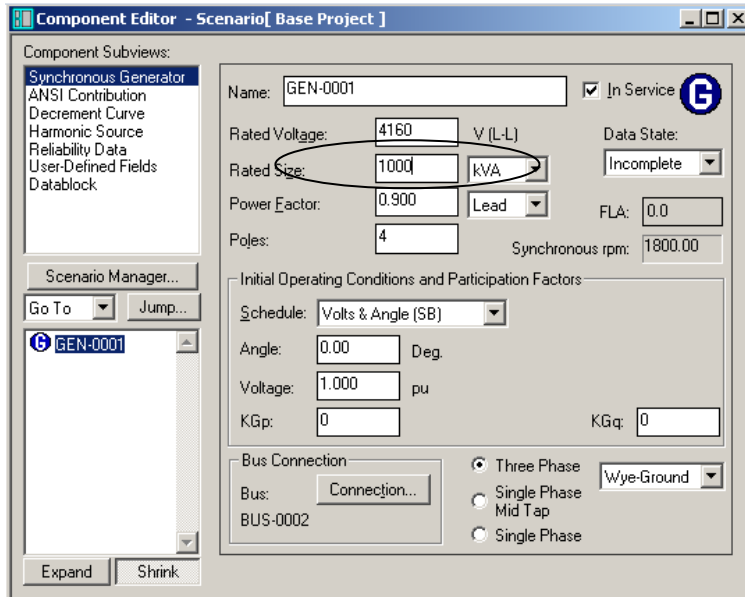 Component Editor - Scenario[ Base Project ]
Component Subviews:
Synchronous Generator
ANSI Contribution
Decrement Curve
Harmonic Source
Reliability Data
User-Defined Fields
Datablock
Scenario Manager...
Go To
Jump...
G GEN-0001
Expand
Shrink
Name: GEN-0001
In Service
G
Rated Voltage: 4160 V (L-L)
Data State:
Rated Size: 1000 kVA
Incomplete
Power Factor: 0.900 Lead
FLA: 0.0
Poles: 4
Synchronous rpm: 1800.00
Initial Operating Conditions and Participation Factors
Schedule: Volts & Angle (SB)
Angle: 0.00 Deg.
Voltage: 1.000 pu
KGp: 0
KGq: 0
Bus Connection
Bus: Connection...
BUS-0002
Three Phase
Wye-Ground
Single Phase
Mid Tap
Single Phase